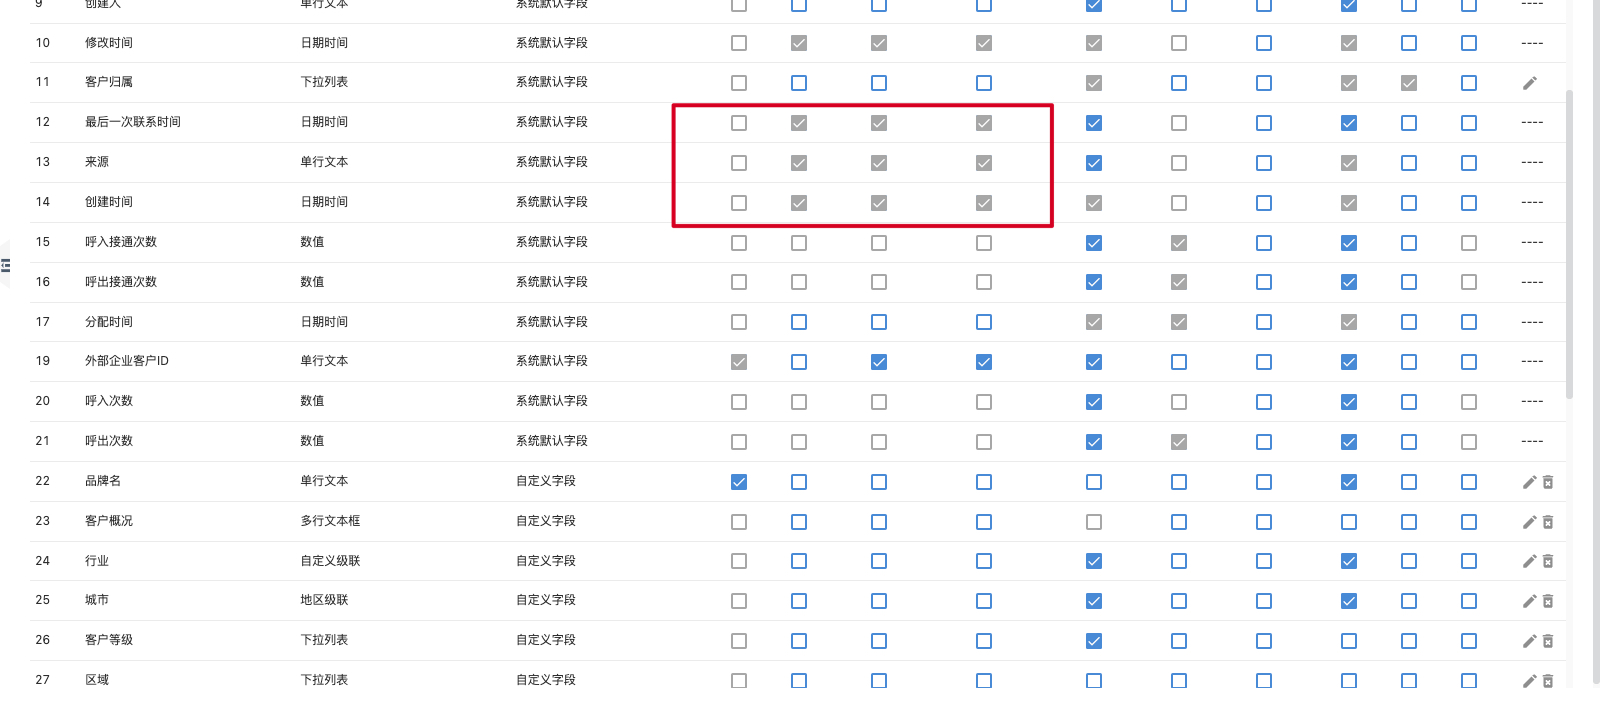 9 创建人 单行文本 系统默认字段 ----
10 修改时间 日期时间 系统默认字段 ----
11 客户归属 下拉列表 系统默认字段
12 最后一次联系时间 日期时间 系统默认字段 ----
13 来源 单行文本 系统默认字段 ----
14 创建时间 日期时间 系统默认字段 ----
15 呼入接通次数 数值 系统默认字段 ----
16 呼出接通次数 数值 系统默认字段 ----
17 分配时间 日期时间 系统默认字段 ----
19 外部企业客户ID 单行文本 系统默认字段 ----
20 呼入次数 数值 系统默认字段 ----
21 呼出次数 数值 系统默认字段 ----
22 品牌名 单行文本 自定义字段
23 客户概况 多行文本框 自定义字段
24 行业 自定义级联 自定义字段
25 城市 地区级联 自定义字段
26 客户等级 下拉列表 自定义字段
27 区域 下拉列表 自定义字段